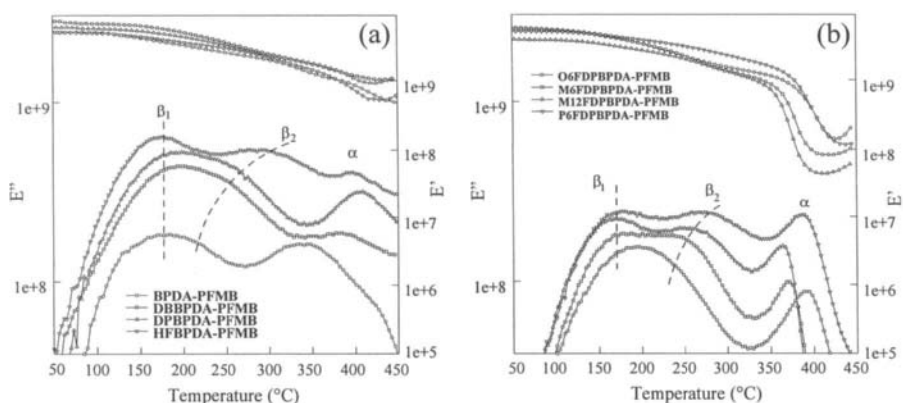 (a)
1e+9
1e+8
E''
β₁
β₂
α
1e+9
1e+8
1e+7
1e+6
1e+5
E'
BPDA-PFMB
DBBPDA-PFMB
DPBPDA-PFMB
HFBPDA-PFMB
50 100 150 200 250 300 350 400 450
Temperature (°C)
(b)
O6FDPBPDA-PFMB
M6FDPBPDA-PFMB
M12FDPBPDA-PFMB
P6FDPBPDA-PFMB
1e+9
1e+8
E''
β₁
β₂
α
1e+9
1e+8
1e+7
1e+6
1e+5
E'
50 100 150 200 250 300 350 400 450
Temperature (°C)